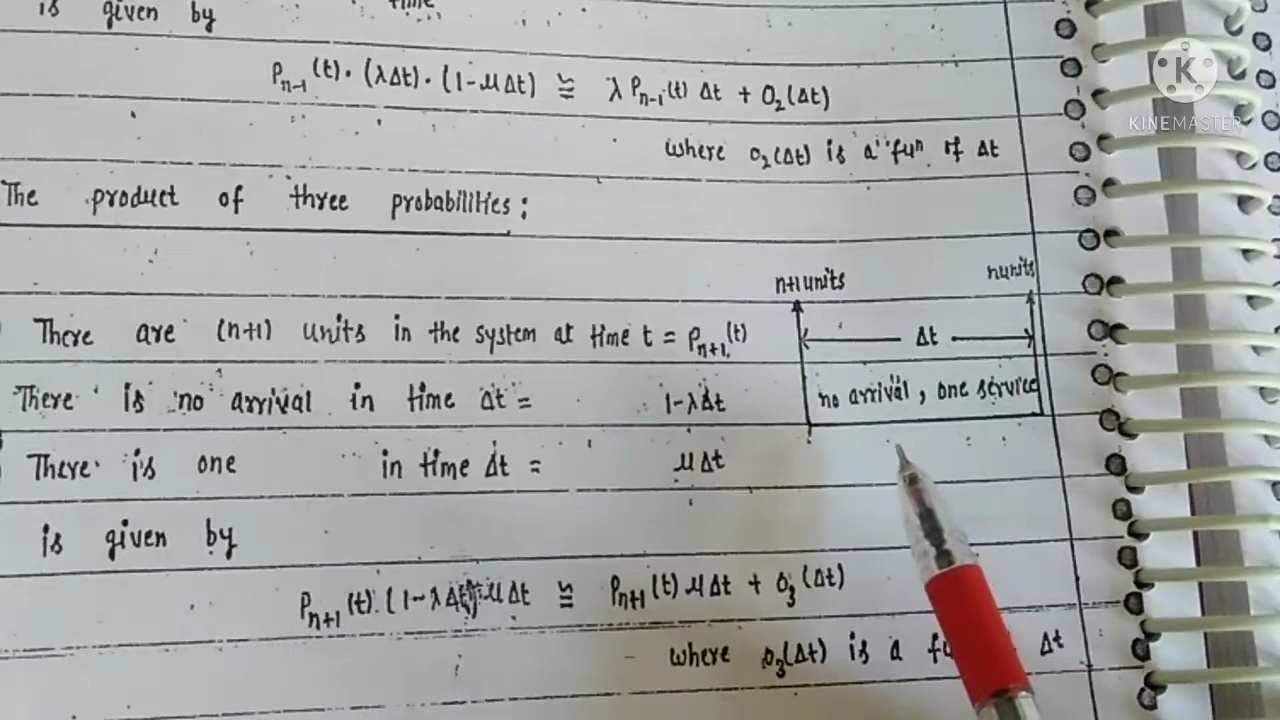 is given by time
Pₙ₋₁(t)·(λΔt)·(1-μΔt) ≅ λPₙ₋₁(t)Δt + O₂(Δt)
where O₂(Δt) is a funⁿ of Δt
The product of three probabilities:
n+1 units n units
There are (n+1) units in the system at time t = Pₙ₊₁(t)
Δt
There is no arrival in time Δt = 1-λΔt
no arrival, one service
There is one in time Δt = μΔt
is given by
Pₙ₊₁(t)·(1-λΔt)·μΔt ≅ Pₙ₊₁(t)μΔt + O₃(Δt)
where O₃(Δt) is a Δt
K
KINEMASTER